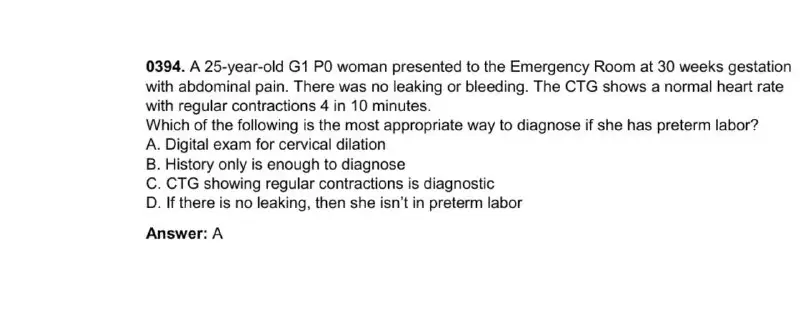 0394. A 25-year-old G1 P0 woman presented to the Emergency Room at 30 weeks gestation
with abdominal pain. There was no leaking or bleeding. The CTG shows a normal heart rate
with regular contractions 4 in 10 minutes.
Which of the following is the most appropriate way to diagnose if she has preterm labor?
A. Digital exam for cervical dilation
B. History only is enough to diagnose
C. CTG showing regular contractions is diagnostic
D. If there is no leaking, then she isn't in preterm labor
Answer: A